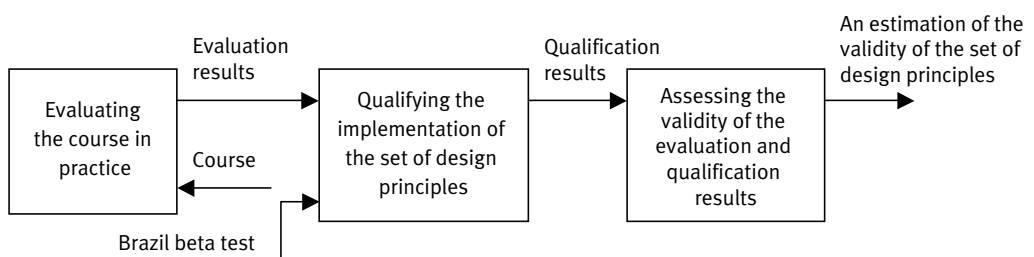 Evaluating
the course in
practice
Evaluation
results
Course
Brazil beta test
Qualifying the
implementation of
the set of design
principles
Qualification
results
Assessing the
validity of the
evaluation and
qualification
results
An estimation of the
validity of the set of
design principles